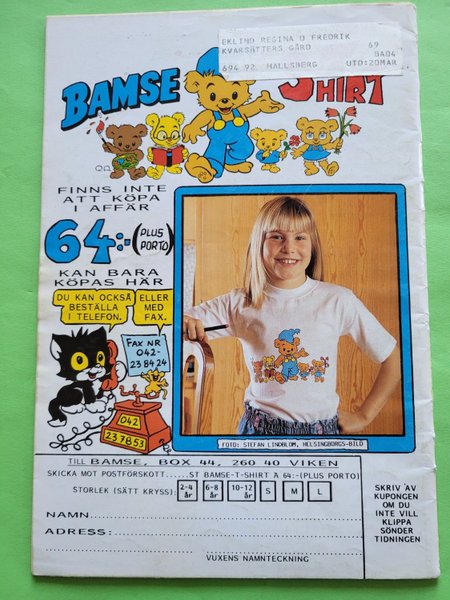 EKLIND REGINA O FREDRIK
KVARSÄTTERS GÅRD 69
BA04
694 92 HALLSBERG UTD:20MAR
BAMSE SHIRT
FINNS INTE
ATT KÖPA
I AFFÄR
64:- (PLUS PORTO)
KAN BARA
KÖPAS HÄR
DU KAN OCKSÅ
BESTÄLLA
I TELEFON.
ELLER
MED
FAX.
FAX NR
042-
23 84 24
042
237853
FOTO: STEFAN LINDBLOM, HELSINGBORGS-BILD
TILL BAMSE, BOX 44, 260 40 VIKEN
SKICKA MOT POSTFÖRSKOTT.....ST BAMSE-T-SHIRT A 64:-(PLUS PORTO)
STORLEK (SÄTT KRYSS): 2-4 år 6-8 år 10-12 år S M L
NAMN:
ADRESS:
VUXENS NAMNTECKNING
SKRIV AV
KUPONGEN
OM DU
INTE VILL
KLIPPA
SÖNDER
TIDNINGEN